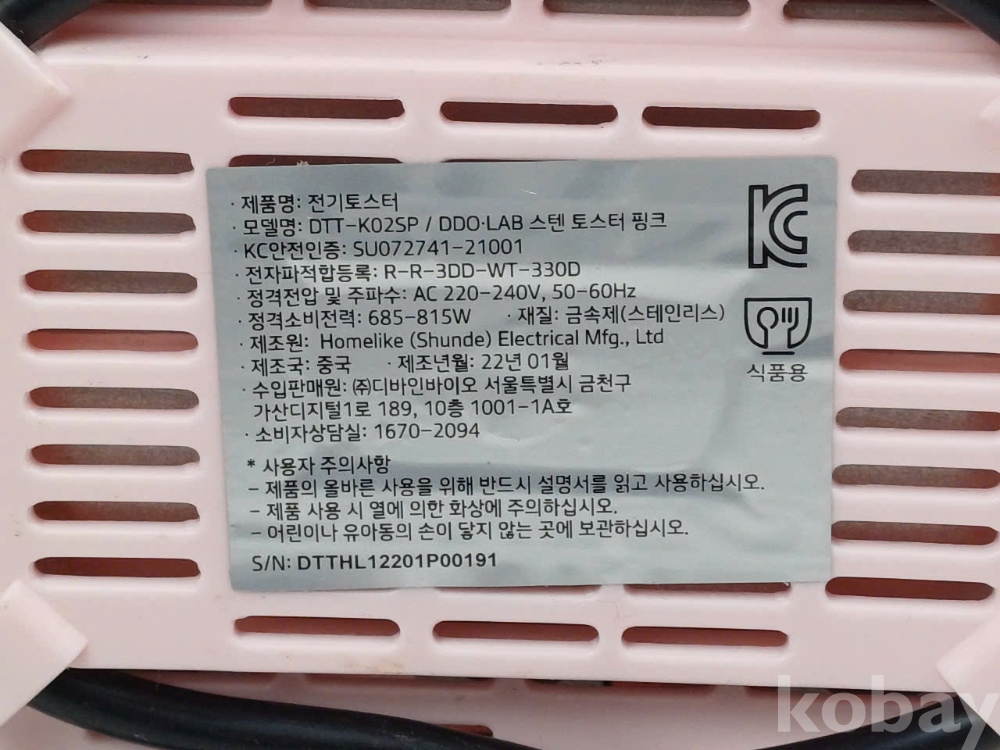 · 제품명: 전기토스터
· 모델명: DTT-K02SP / DDO·LAB 스텐 토스터 핑크
· KC안전인증: SU072741-21001
· 전자파적합등록: R-R-3DD-WT-330D
· 정격전압 및 주파수: AC 220-240V, 50-60Hz
· 정격소비전력: 685-815W · 재질: 금속제(스테인리스)
· 제조원: Homelike (Shunde) Electrical Mfg., Ltd
· 제조국: 중국 · 제조년월: 22년 01월
· 수입판매원: ㈜디바인바이오 서울특별시 금천구
가산디지털1로 189, 10층 1001-1A호
· 소비자상담실: 1670-2094
* 사용자 주의사항
- 제품의 올바른 사용을 위해 반드시 설명서를 읽고 사용하십시오.
- 제품 사용 시 열에 의한 화상에 주의하십시오.
- 어린이나 유아동의 손이 닿지 않는 곳에 보관하십시오.
S/N: DTTHL12201P00191
KC
식품용
kobay